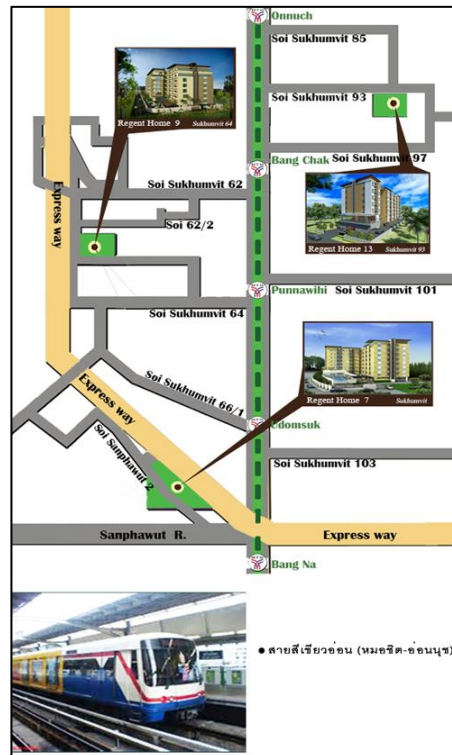 Onnuch
Soi Sukhumvit 85
Soi Sukhumvit 93
Regent Home 9 Sukhumvit 64
Bang Chak
Soi Sukhumvit 97
Soi Sukhumvit 62
Express way
Soi 62/2
Regent Home 13 Sukhumvit 93
Punnawihi
Soi Sukhumvit 101
Soi Sukhumvit 64
Express way
Soi Sukhumvit 66/1
Regent Home 7 Sukhumvit
Udomsuk
Soi Sanphawut 2
Soi Sukhumvit 103
Sanphawut R.
Express way
Bang Na
● สายสีเขียวอ่อน (หมอชิต-อ่อนนุช)